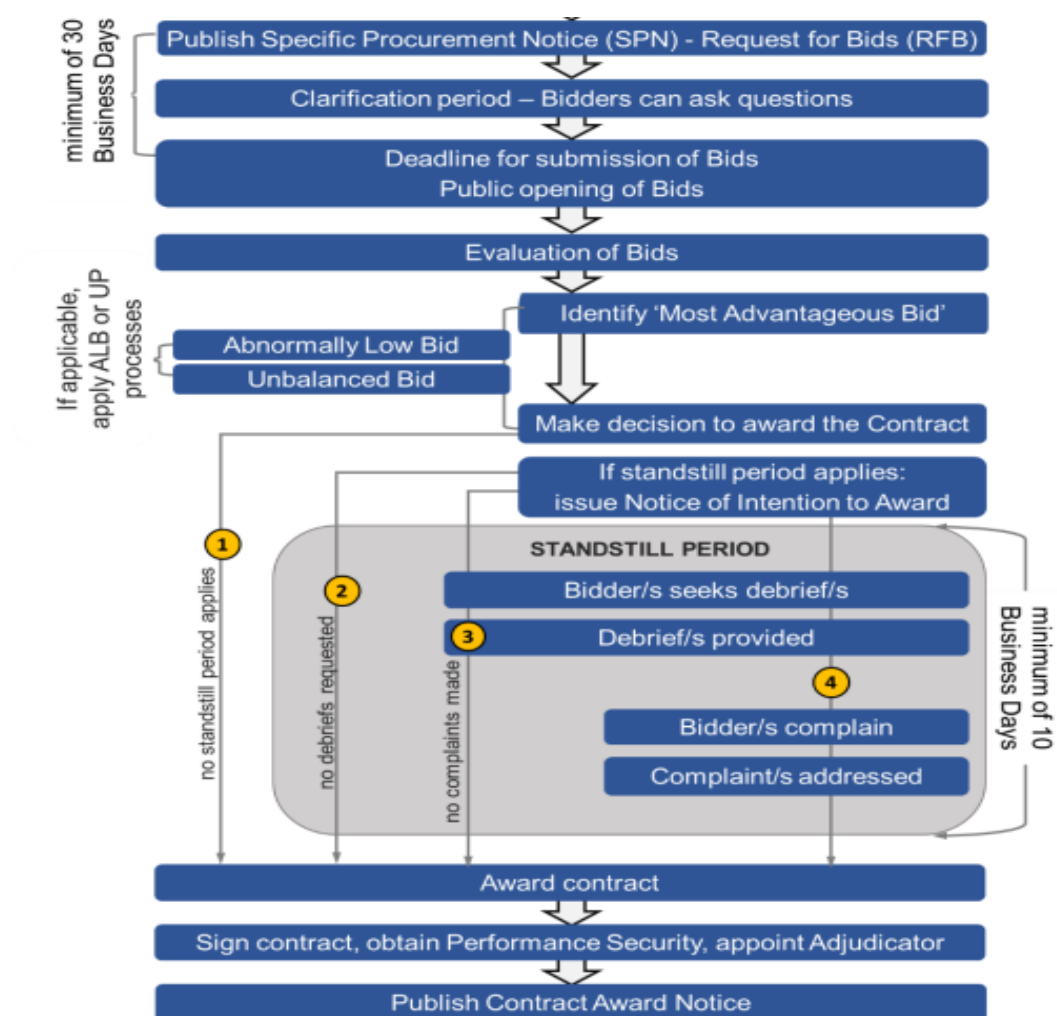 minimum of 30
Business Days
Publish Specific Procurement Notice (SPN) - Request for Bids (RFB)
Clarification period – Bidders can ask questions
Deadline for submission of Bids
Public opening of Bids
Evaluation of Bids
If applicable,
apply ALB or UP
processes
Identify ‘Most Advantageous Bid’
Abnormally Low Bid
Unbalanced Bid
Make decision to award the Contract
If standstill period applies:
issue Notice of Intention to Award
STANDSTILL PERIOD
1
no standstill period applies
2
no debriefs requested
Bidder/s seeks debrief/s
3
no complaints made
Debrief/s provided
4
Bidder/s complain
Complaint/s addressed
minimum of 10
Business Days
Award contract
Sign contract, obtain Performance Security, appoint Adjudicator
Publish Contract Award Notice